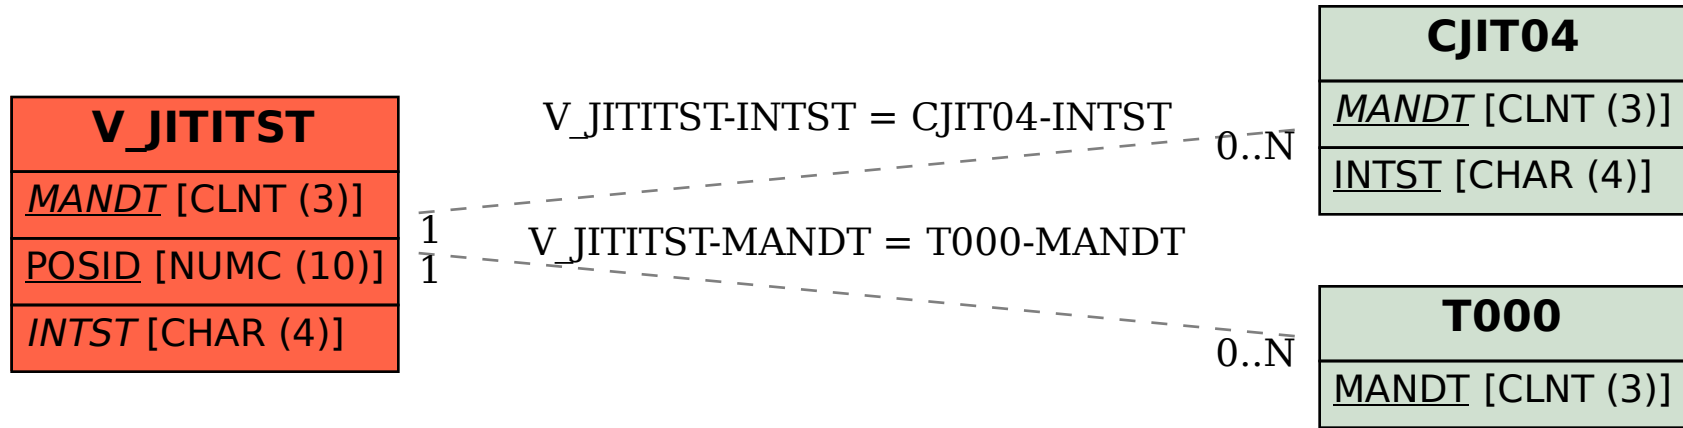 V_JITITST
MANDT [CLNT (3)]
POSID [NUMC (10)]
INTST [CHAR (4)]
V_JITITST-INTST = CJIT04-INTST
0..N
1
V_JITITST-MANDT = T000-MANDT
1
0..N
CJIT04
MANDT [CLNT (3)]
INTST [CHAR (4)]
T000
MANDT [CLNT (3)]